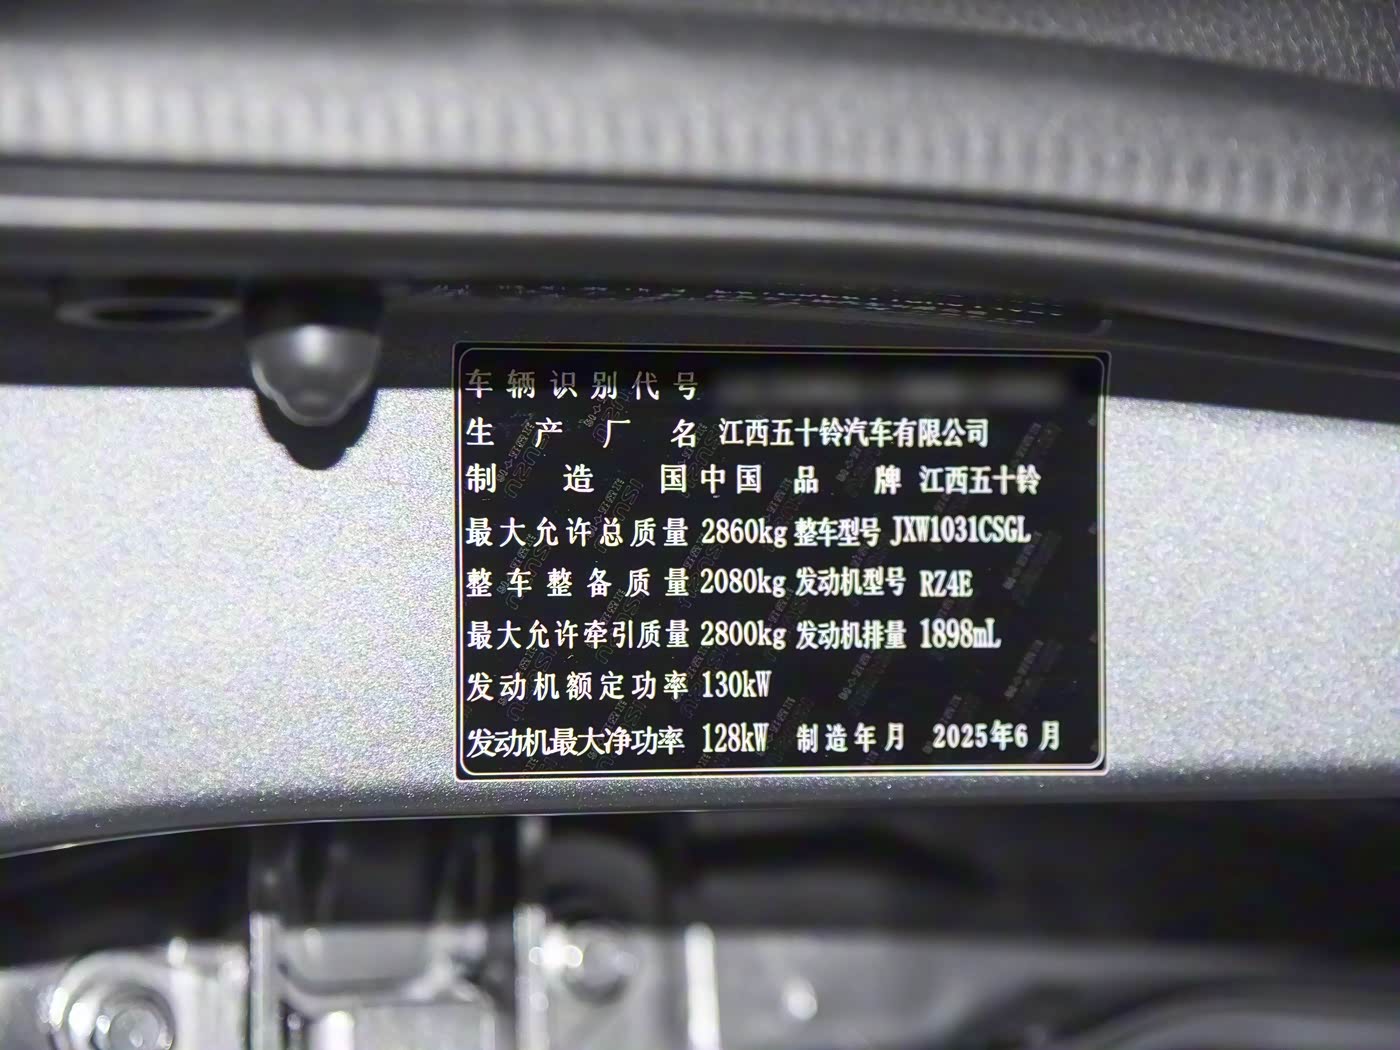 车辆识别代号
生产厂名 江西五十铃汽车有限公司
制造国 中国 品牌 江西五十铃
最大允许总质量 2860kg 整车型号 JXW1031CSGL
整车整备质量 2080kg 发动机型号 RZ4E
最大允许牵引质量 2800kg 发动机排量 1898mL
发动机额定功率 130kW
发动机最大净功率 128kW 制造年月 2025年6月